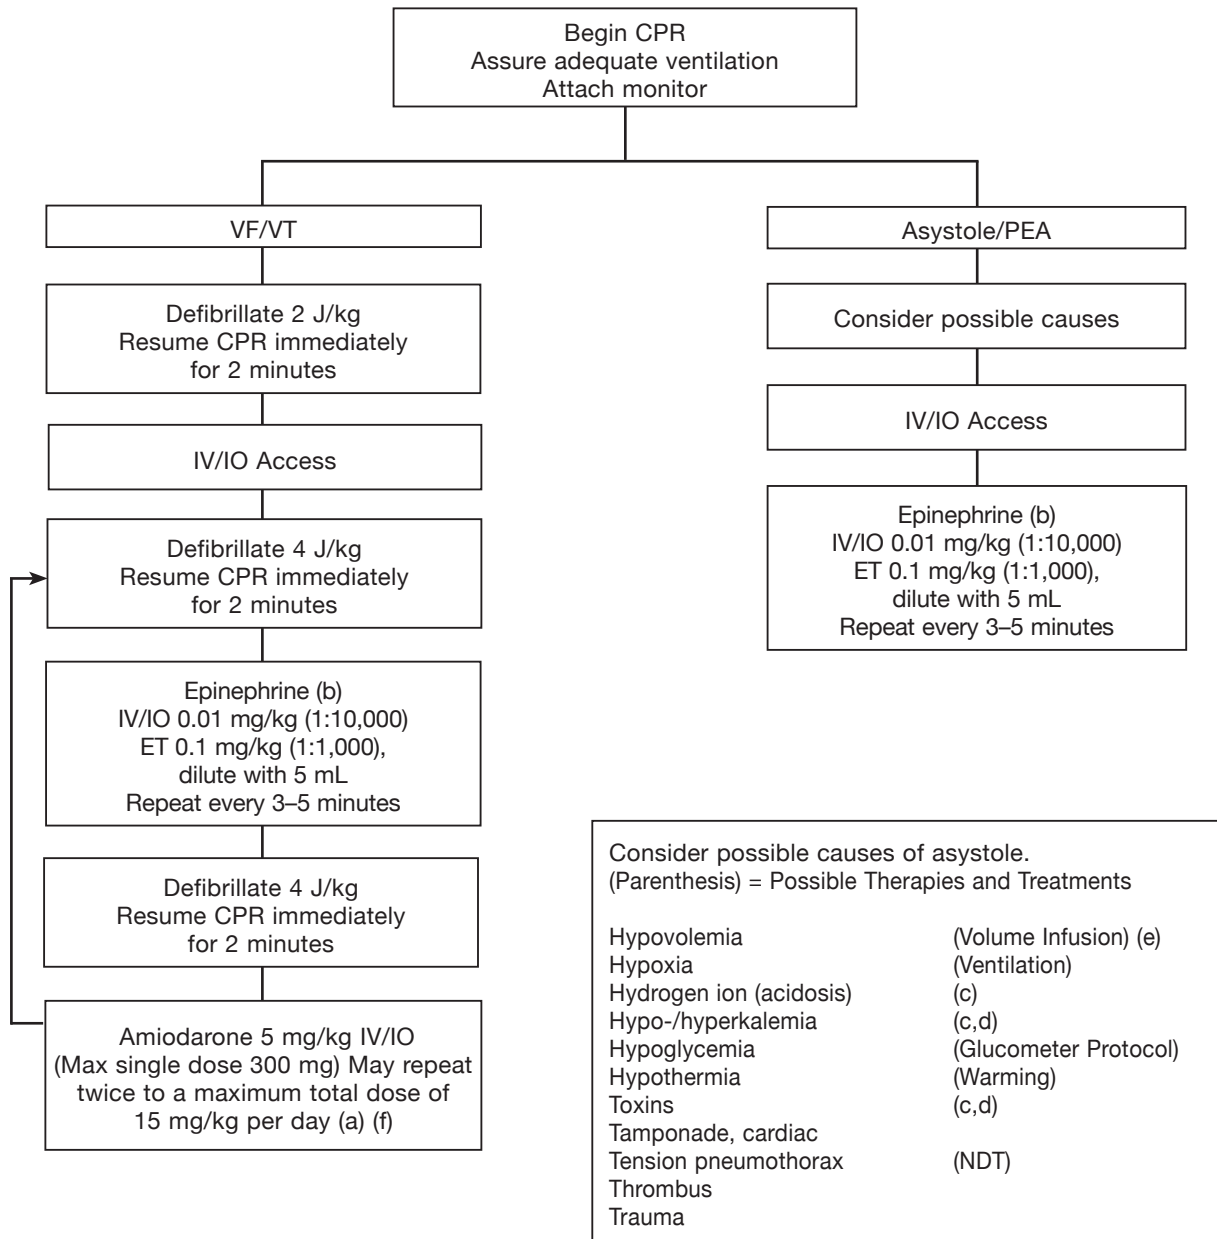 Begin CPR
Assure adequate ventilation
Attach monitor
VF/VT
Defibrillate 2 J/kg
Resume CPR immediately
for 2 minutes
IV/IO Access
Defibrillate 4 J/kg
Resume CPR immediately
for 2 minutes
Epinephrine (b)
IV/IO 0.01 mg/kg (1:10,000)
ET 0.1 mg/kg (1:1,000),
dilute with 5 mL
Repeat every 3–5 minutes
Defibrillate 4 J/kg
Resume CPR immediately
for 2 minutes
Amiodarone 5 mg/kg IV/IO
(Max single dose 300 mg) May repeat
twice to a maximum total dose of
15 mg/kg per day (a) (f)
Asystole/PEA
Consider possible causes
IV/IO Access
Epinephrine (b)
IV/IO 0.01 mg/kg (1:10,000)
ET 0.1 mg/kg (1:1,000),
dilute with 5 mL
Repeat every 3–5 minutes
Consider possible causes of asystole.
(Parenthesis) = Possible Therapies and Treatments
Hypovolemia (Volume Infusion) (e)
Hypoxia (Ventilation)
Hydrogen ion (acidosis) (c)
Hypo-/hyperkalemia (c,d)
Hypoglycemia (Glucometer Protocol)
Hypothermia (Warming)
Toxins (c,d)
Tamponade, cardiac
Tension pneumothorax (NDT)
Thrombus
Trauma